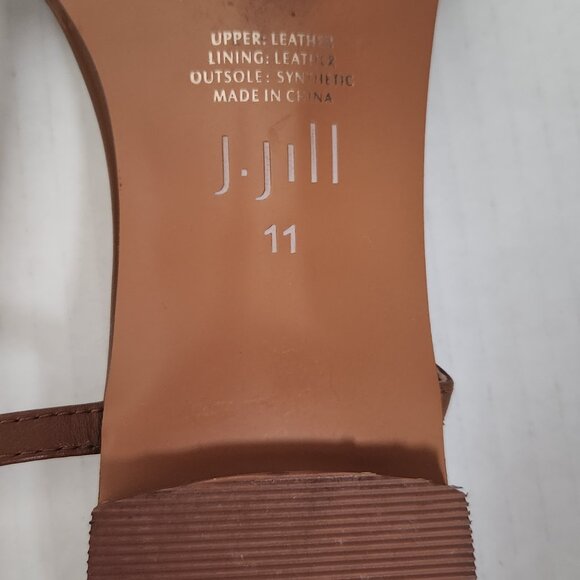 UPPER: LEATHER
LINING: LEATHER
OUTSOLE: SYNTHETIC
MADE IN CHINA
J.Jill
11